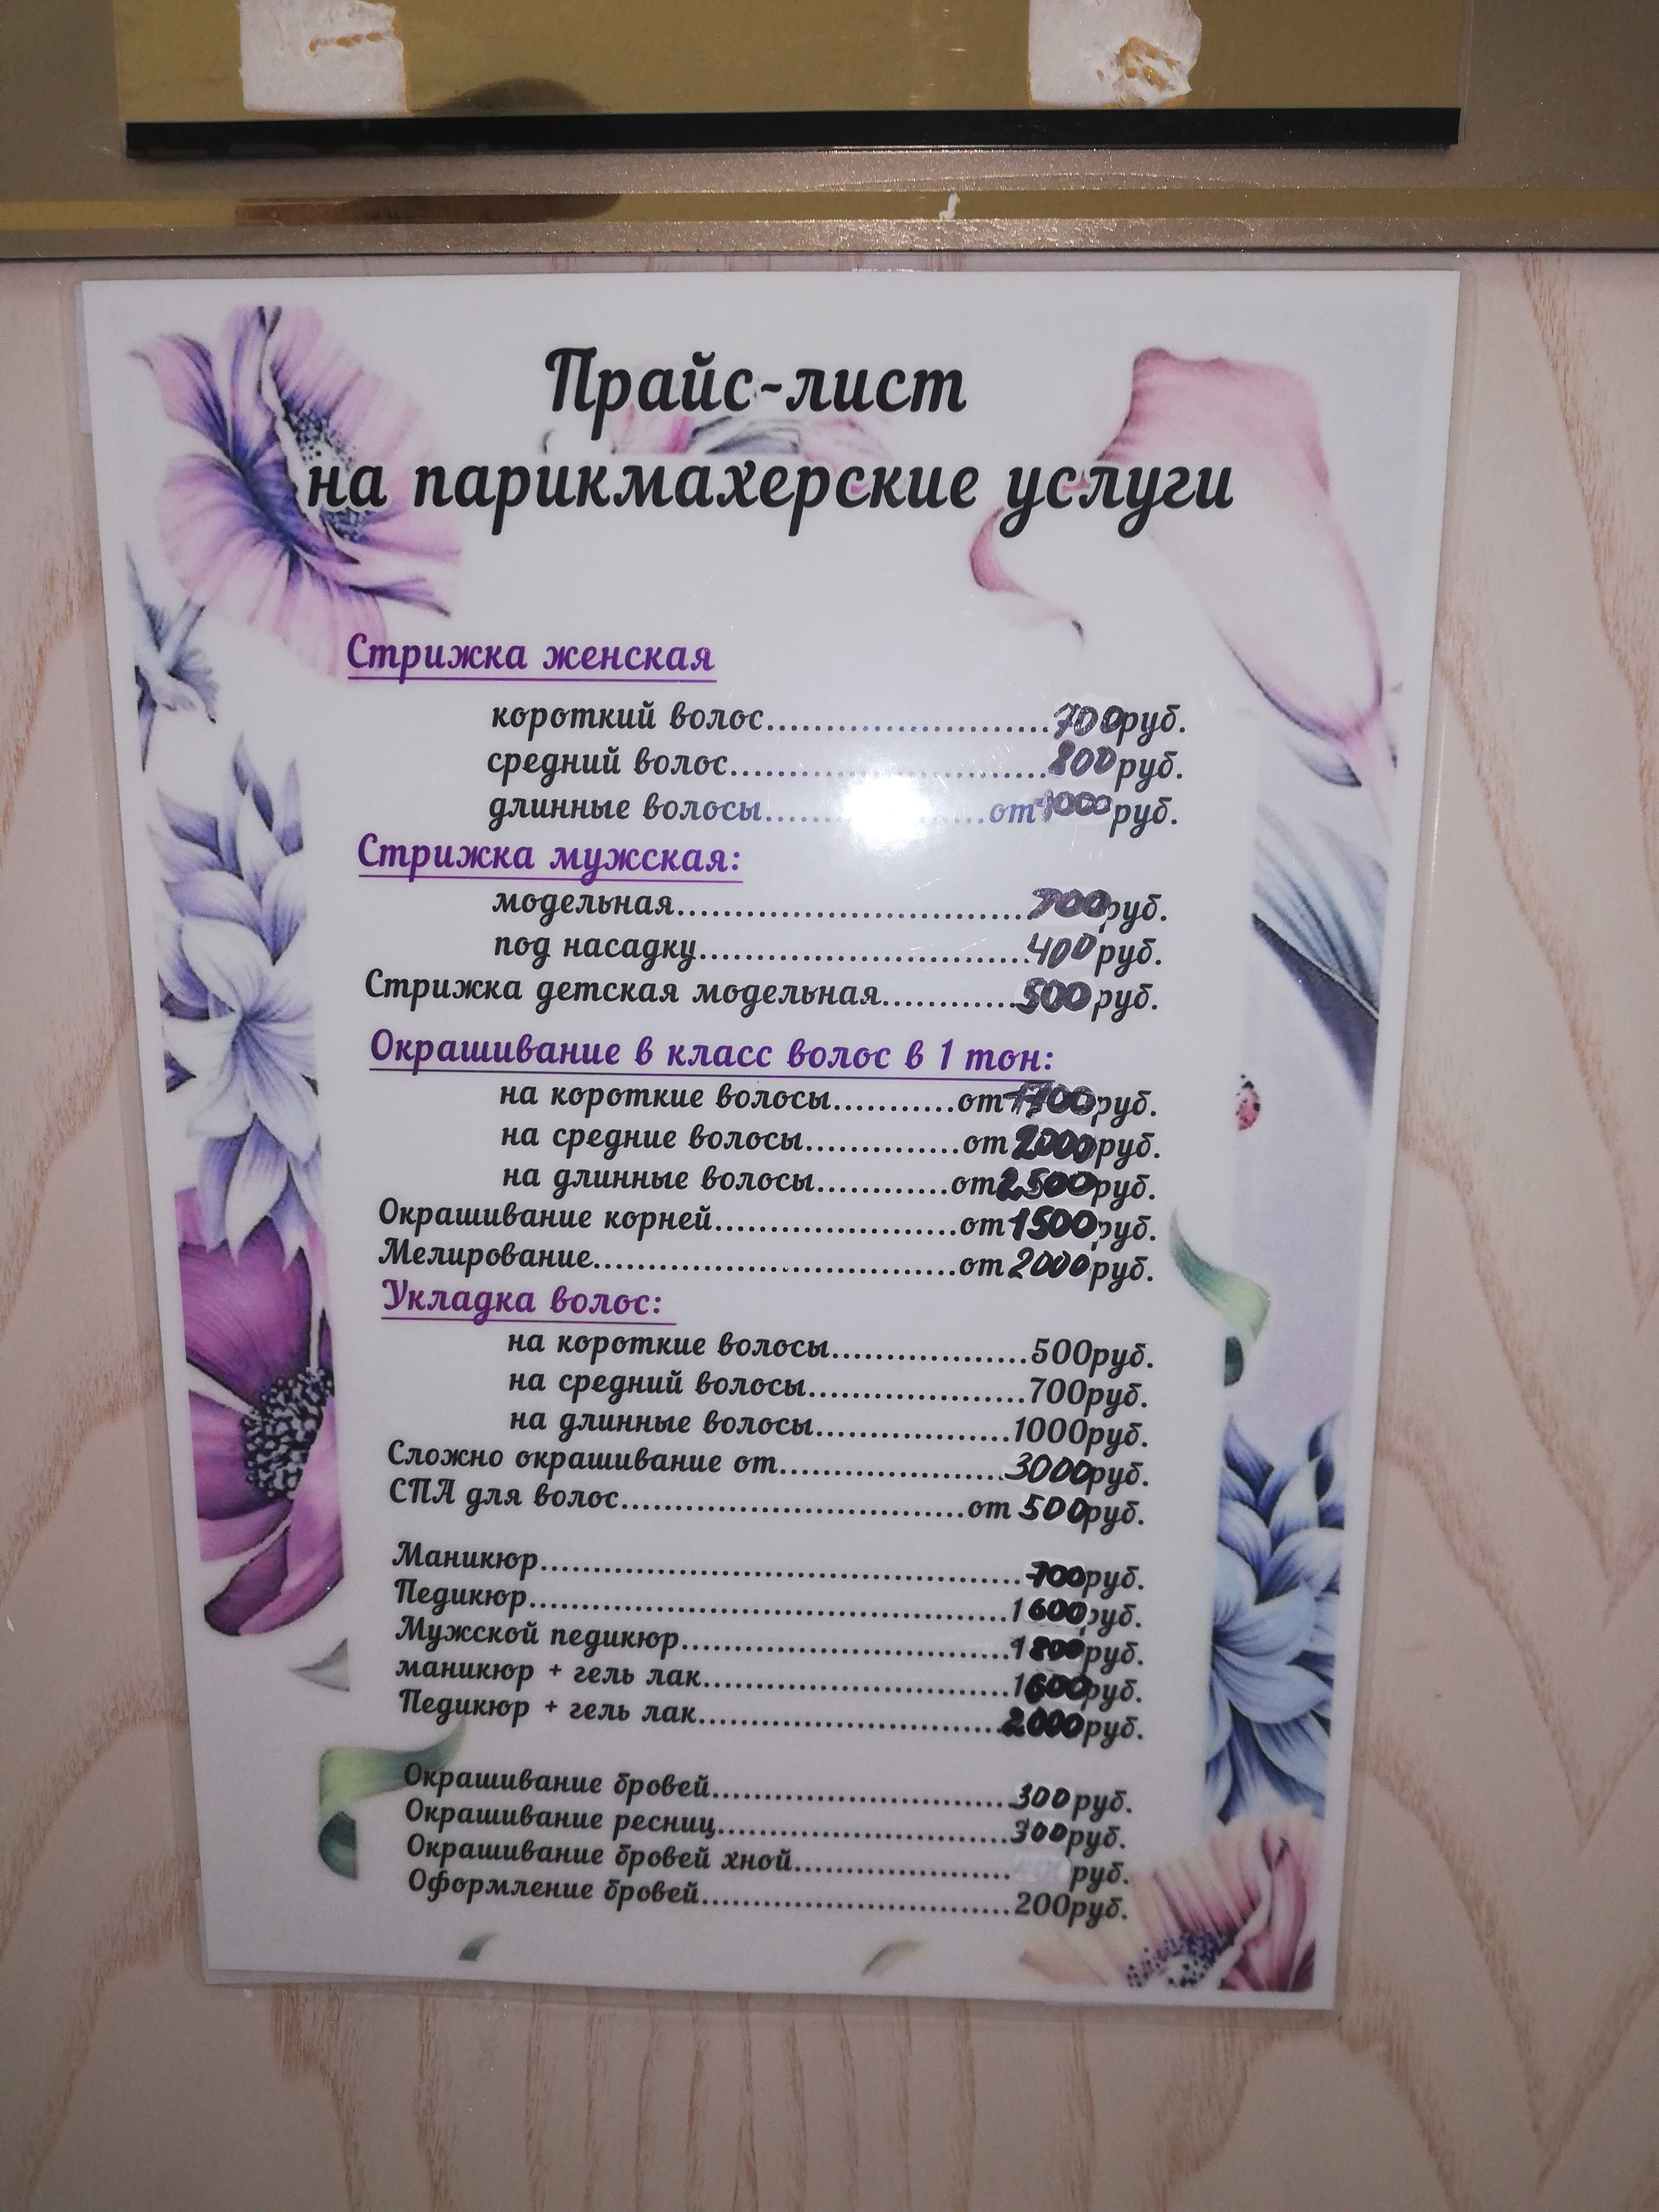 Прайс-лист
на парикмахерские услуги
Стрижка женская
короткий волос...........................700руб.
средний волос..............................800руб.
длинные волосы.....................от 1000руб.
Стрижка мужская:
модельная.................................700руб.
под насадку...............................400руб.
Стрижка детская модельная............500руб.
Окрашивание в класс волос в 1 тон:
на короткие волосы...........от руб.
на средние волосы.............от 2000руб.
на длинные волосы............от 2500руб.
Окрашивание корней.....................от 1500руб.
Мелирование................................от 2000руб.
Укладка волос:
на короткие волосы.................500руб.
на средний волосы...................700руб.
на длинные волосы.................1000руб.
Сложно окрашивание от....................3000руб.
СПА для волос..............................от 500руб.
Маникюр..........................................700руб.
Педикюр..........................................1600руб.
Мужской педикюр............................1800руб.
маникюр + гель лак..........................1600руб.
Педикюр + гель лак..........................2000руб.
Окрашивание бровей.........................300руб.
Окрашивание ресниц........................300руб.
Окрашивание бровей хной.................. руб.
Оформление бровей..........................200руб.